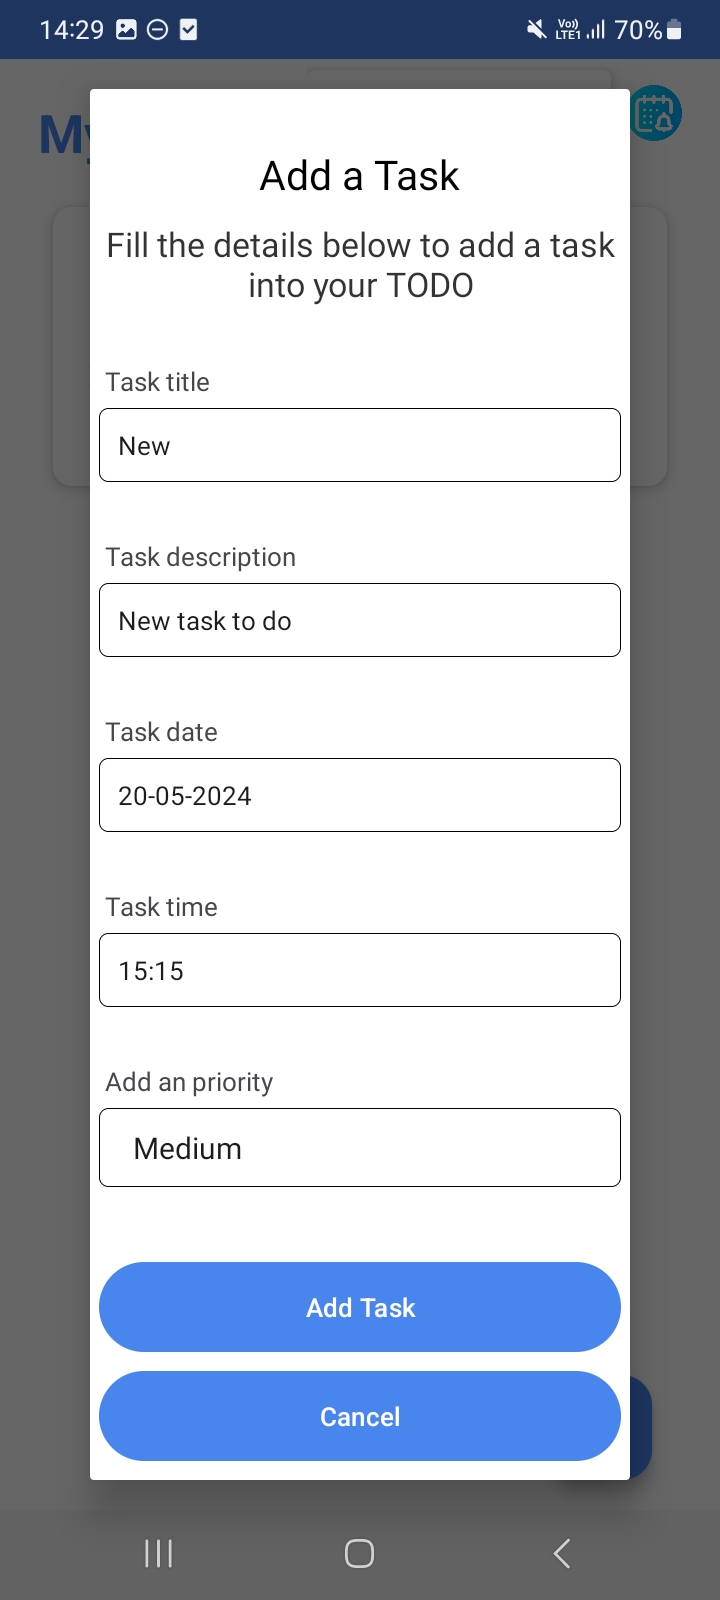 14:29
Vo)) LTE1 70%
My
Add a Task
Fill the details below to add a task
into your TODO
Task title
New
Task description
New task to do
Task date
20-05-2024
Task time
15:15
Add an priority
Medium
Add Task
Cancel